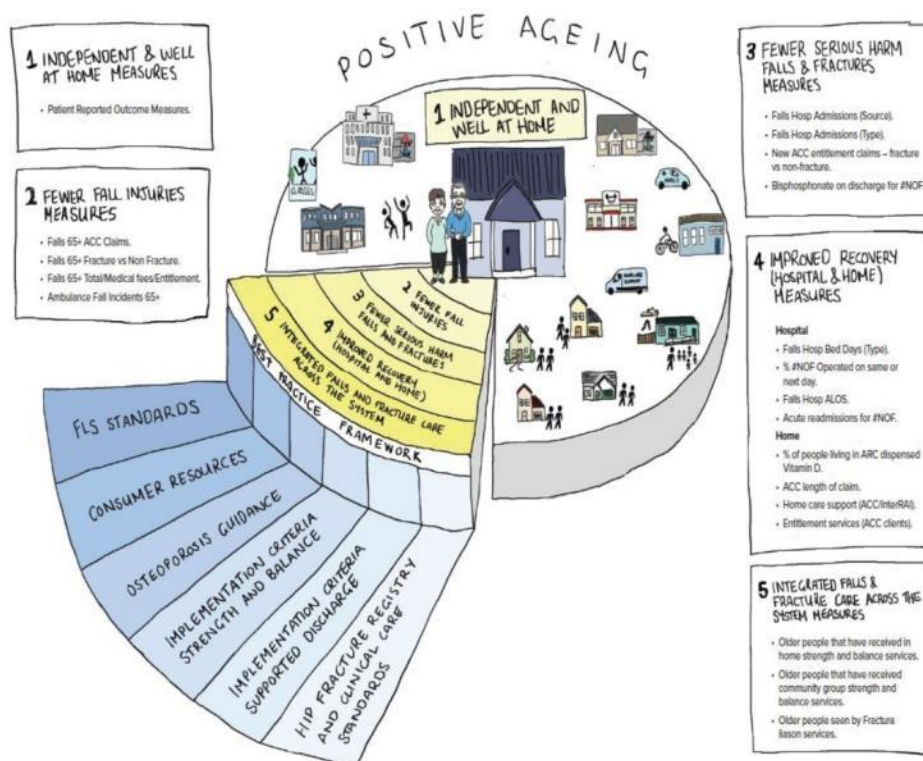 POSITIVE AGEING
1 INDEPENDENT & WELL
AT HOME MEASURES
• Patient Reported Outcome Measures.
2 FEWER FALL INJURIES
MEASURES
• Falls 65+ ACC Claims.
• Falls 65+ Fracture vs Non Fracture.
• Falls 65+ Total/Medical fees/Entitlement.
• Ambulance Fall Incidents 65+
1 INDEPENDENT AND
WELL AT HOME
2 FEWER FALL
INJURIES
3 FEWER SERIOUS HARM
FALLS AND FRACTURES
4 IMPROVED RECOVERY
(HOSPITAL AND HOME)
5 INTEGRATED FALLS AND FRACTURE CARE
ACROSS THE SYSTEM
BEST PRACTICE FRAMEWORK
FLS STANDARDS
CONSUMER RESOURCES
OSTEOPOROSIS GUIDANCE
IMPLEMENTATION CRITERIA
STRENGTH AND BALANCE
IMPLEMENTATION CRITERIA
SUPPORTED DISCHARGE
HIP FRACTURE REGISTRY
AND CLINICAL CARE
STANDARDS
3 FEWER SERIOUS HARM
FALLS & FRACTURES
MEASURES
• Falls Hosp Admissions (Source).
• Falls Hosp Admissions (Type).
• New ACC entitlement claims – fracture
vs non-fracture.
• Bisphosphonate on discharge for #NOF
4 IMPROVED RECOVERY
(HOSPITAL & HOME)
MEASURES
Hospital
• Falls Hosp Bed Days (Type).
• % #NOF Operated on same or
next day.
• Falls Hosp ALOS.
• Acute readmissions for #NOF.
Home
• % of people living in ARC dispensed
Vitamin D.
• ACC length of claim.
• Home care support (ACC/InterRAI).
• Entitlement services (ACC clients).
5 INTEGRATED FALLS &
FRACTURE CARE ACROSS THE
SYSTEM MEASURES
• Older people that have received in
home strength and balance services.
• Older people that have received
community group strength and
balance services.
• Older people seen by Fracture
liason services.